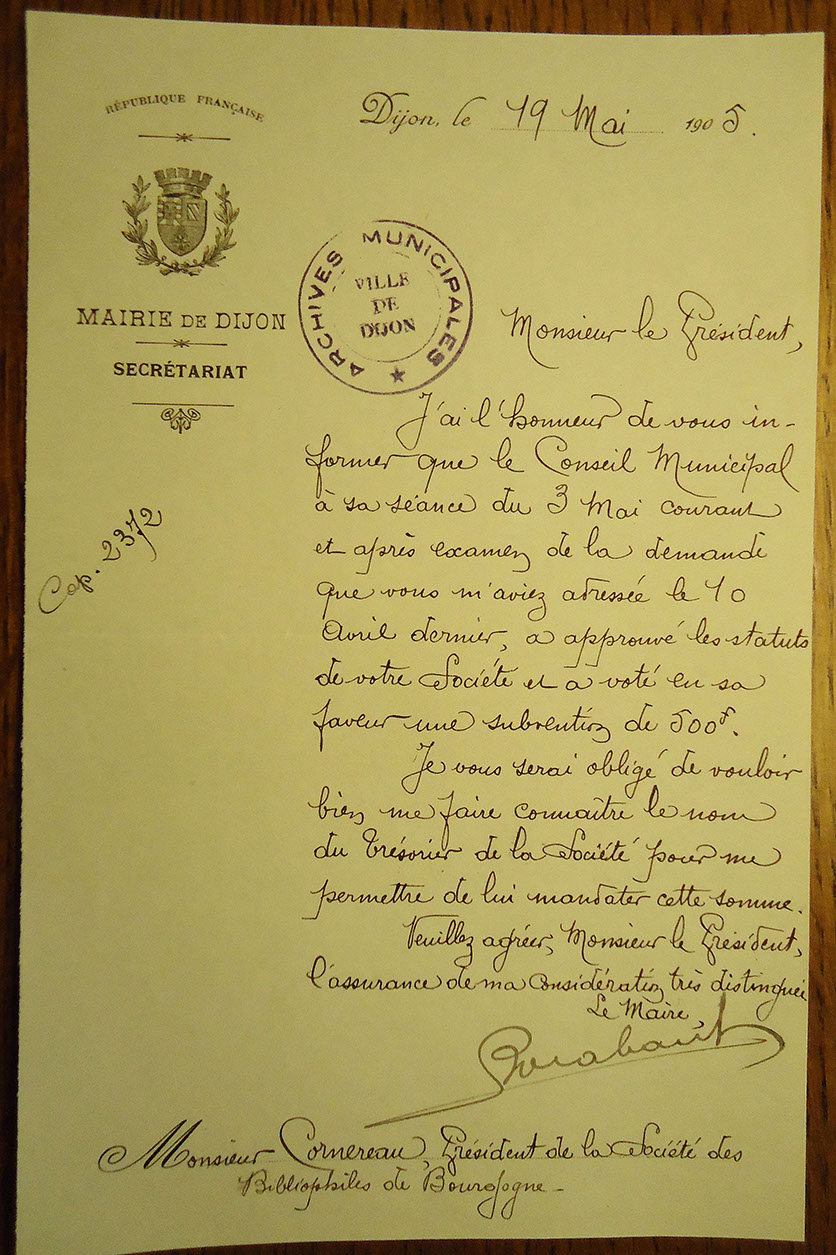 RÉPUBLIQUE FRANÇAISE
Dijon, le 19 Mai 1905.
MAIRIE DE DIJON
SECRÉTARIAT
ARCHIVES MUNICIPALES
VILLE
DE
DIJON
Cop. 2372
Monsieur le Président,
J'ai l'honneur de vous in-
former que le Conseil Municipal
à sa séance du 3 Mai courant
et après examen de la demande
que vous m'aviez adressée le 10
Avril dernier, a approuvé les statuts
de votre Société et a voté en sa
faveur une subvention de 500f.
Je vous serai obligé de vouloir
bien me faire connaître le nom
du Trésorier de la Société pour me
permettre de lui mandater cette somme.
Veuillez agréer, Monsieur le Président,
l'assurance de ma considération très distinguée
Le Maire,
Monsieur Cornereau, Président de la Société des
Bibliophiles de Bourgogne -